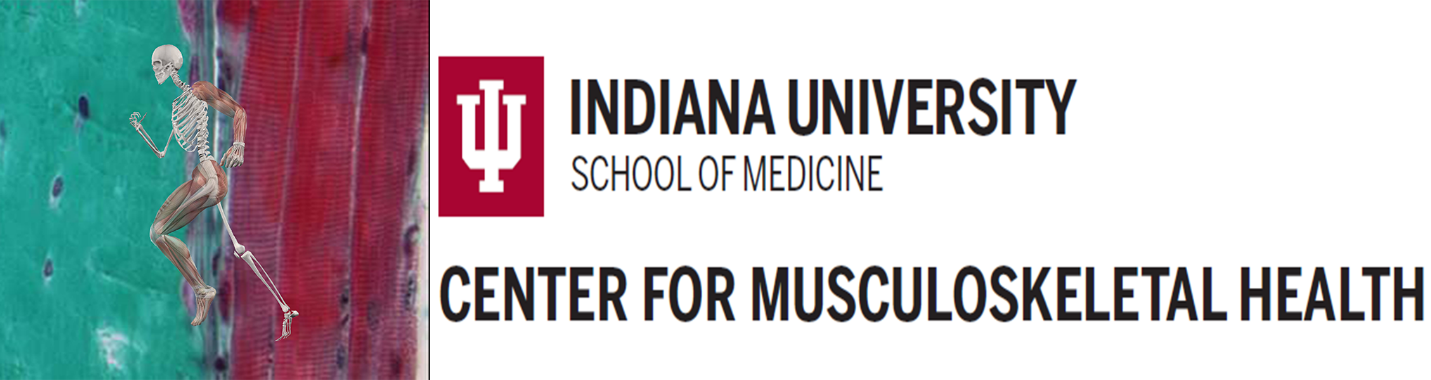 INDIANA UNIVERSITY
SCHOOL OF MEDICINE
CENTER FOR MUSCULOSKELETAL HEALTH